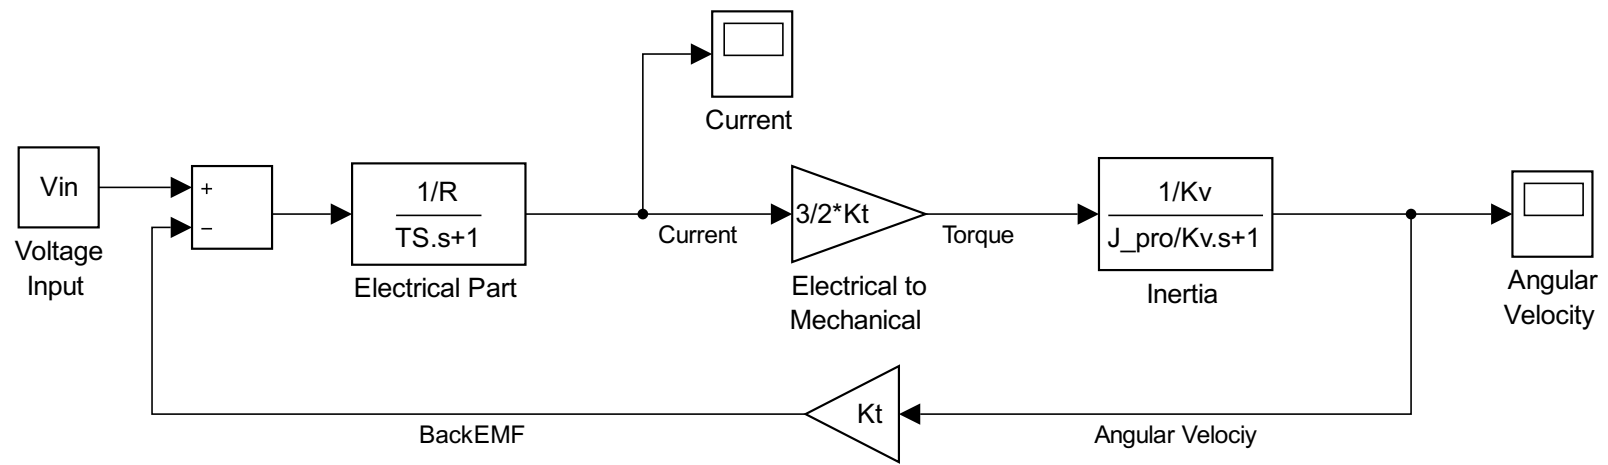 Current
Vin
Voltage
Input
+
−
1/R
TS.s+1
Electrical Part
Current
3/2*Kt
Electrical to
Mechanical
Torque
1/Kv
J_pro/Kv.s+1
Inertia
Angular
Velocity
Kt
BackEMF
Angular Velociy